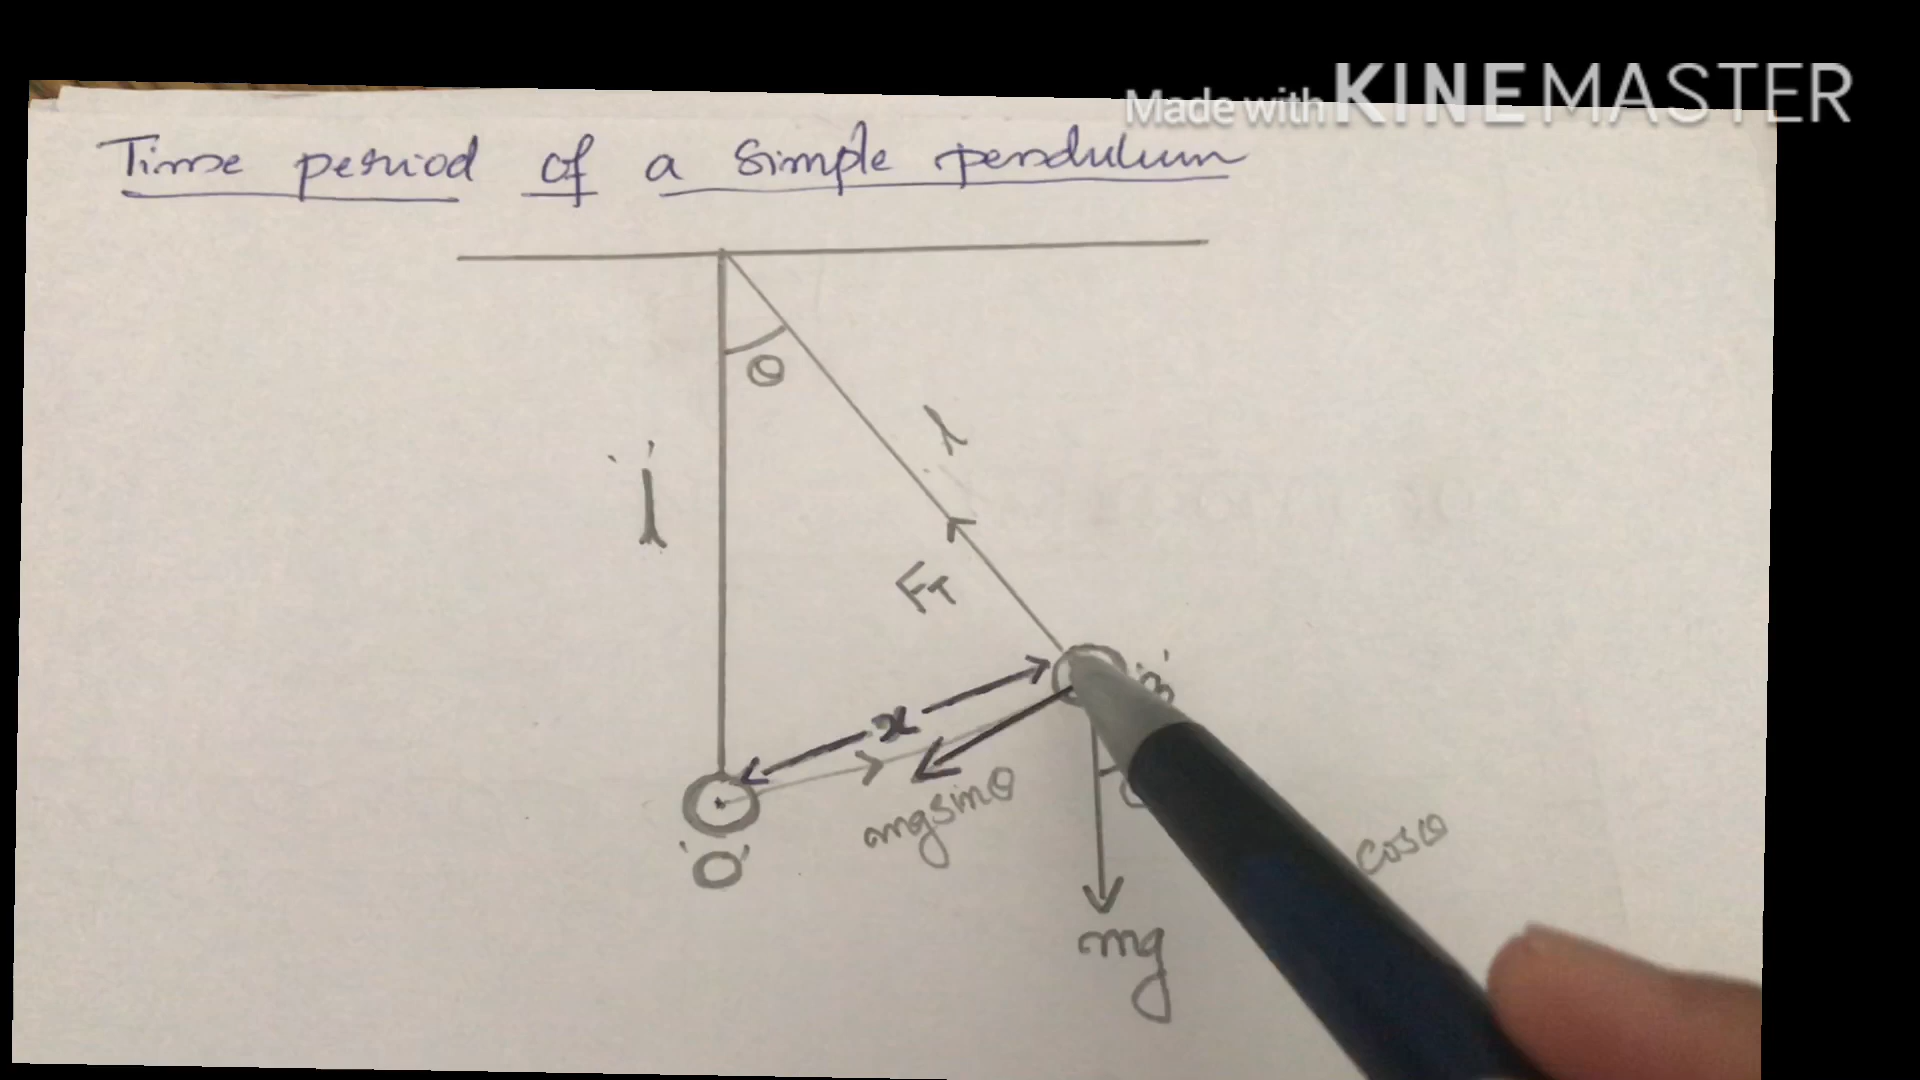 Made with KINEMASTER
Time period of a simple pendulum
θ
l
'l'
FT
x
'm'
mg sinθ
'O'
cosθ
mg